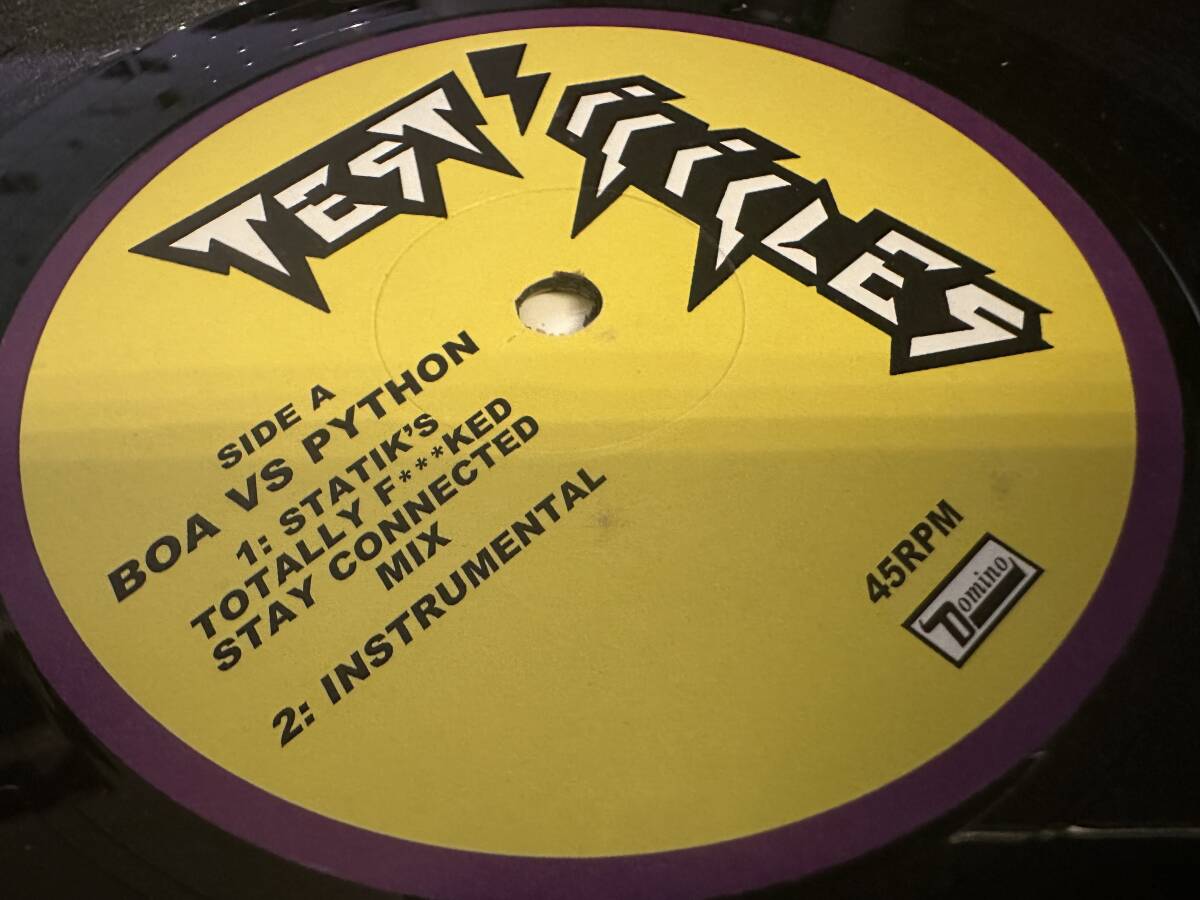 TEST'ICICLES
SIDE A
BOA VS PYTHON
1: STATIK'S
TOTALLY F***KED
STAY CONNECTED
MIX
2: INSTRUMENTAL
45RPM
Domino